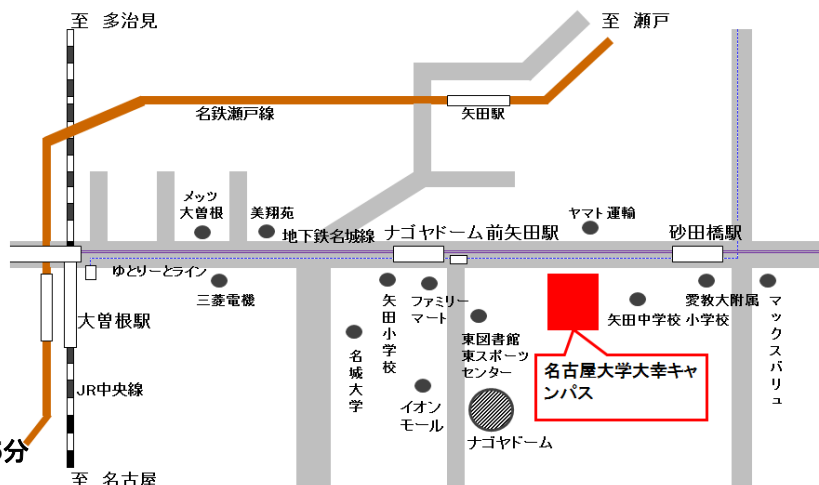 至 多治見
至 瀬戸
名鉄瀬戸線
矢田駅
メッツ
大曽根
美翔苑
地下鉄名城線
ナゴヤドーム前矢田駅
ヤマト運輸
砂田橋駅
ゆとりーとライン
三菱電機
大曽根駅
矢田小学校
ファミリー
マート
東図書館
東スポーツ
センター
矢田中学校
愛教大附属
小学校
マックスバリュ
名城大学
イオン
モール
ナゴヤドーム
名古屋大学大幸キャ
ンパス
JR中央線
分
至 名古屋